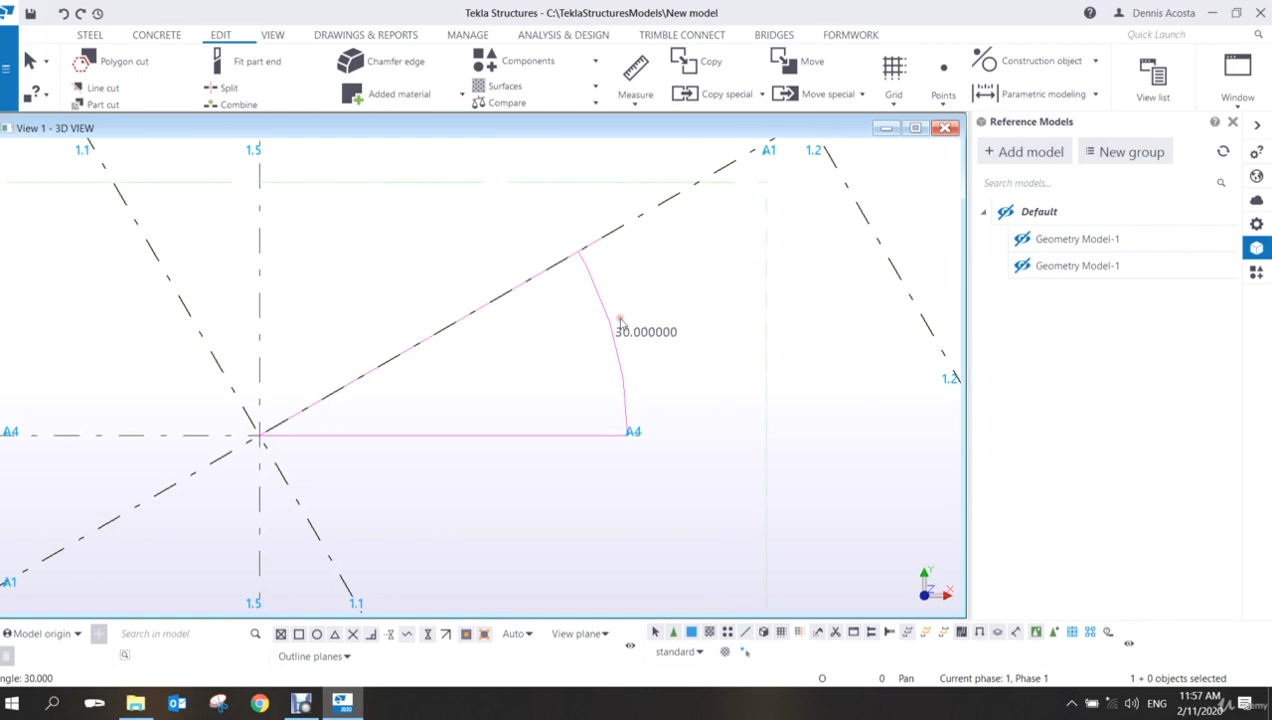 Tekla Structures - C:\TeklaStructuresModels\New model
Dennis Acosta
STEEL CONCRETE EDIT VIEW DRAWINGS & REPORTS MANAGE ANALYSIS & DESIGN TRIMBLE CONNECT BRIDGES FORMWORK
Quick Launch
Polygon cut
Line cut
Part cut
Fit part end
Split
Combine
Chamfer edge
Added material
Components
Surfaces
Compare
Measure
Copy
Copy special
Move
Move special
Grid
Points
Construction object
Parametric modeling
View list
Window
View 1 - 3D VIEW
Reference Models
Add model
New group
Search models...
Default
Geometry Model-1
Geometry Model-1
1.1
1.5
A1
1.2
30.000000
1.2
A4
A4
A1
1.5
1.1
Y
X
Z
Model origin
Search in model
Auto
View plane
Outline planes
standard
ngle: 30.000
O
0
Pan
Current phase: 1, Phase 1
1 + 0 objects selected
2020
ENG
11:57 AM
2/11/2020
Udemy